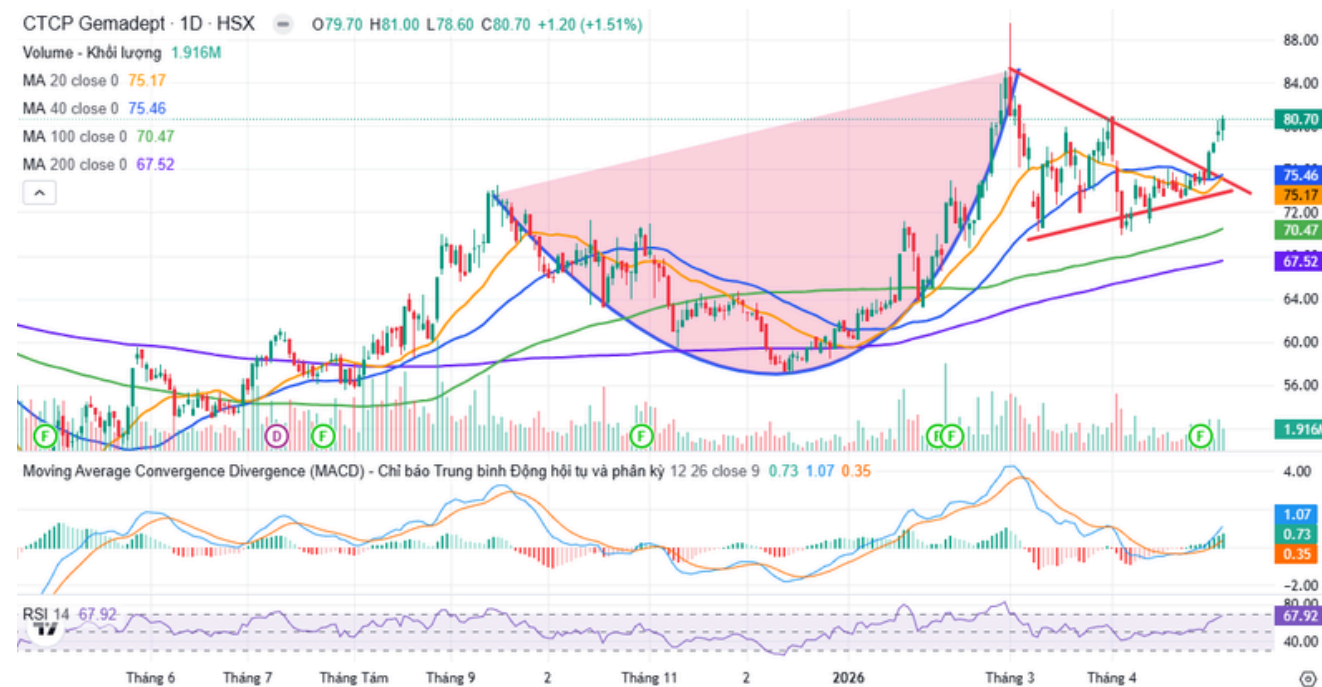 CTCP Gemadept · 1D · HSX O79.70 H81.00 L78.60 C80.70 +1.20 (+1.51%)
Volume - Khối lượng 1.916M
MA 20 close 0 75.17
MA 40 close 0 75.46
MA 100 close 0 70.47
MA 200 close 0 67.52
88.00
84.00
80.70
75.46
75.17
72.00
70.47
67.52
64.00
60.00
56.00
1.916M
F D F F F F F
Moving Average Convergence Divergence (MACD) - Chỉ báo Trung bình Động hội tụ và phân kỳ 12 26 close 9 0.73 1.07 0.35
4.00
1.07
0.73
0.35
−2.00
RSI 14 67.92
80.00
67.92
40.00
Tháng 6 Tháng 7 Tháng Tám Tháng 9 2 Tháng 11 2 2026 Tháng 3 Tháng 4